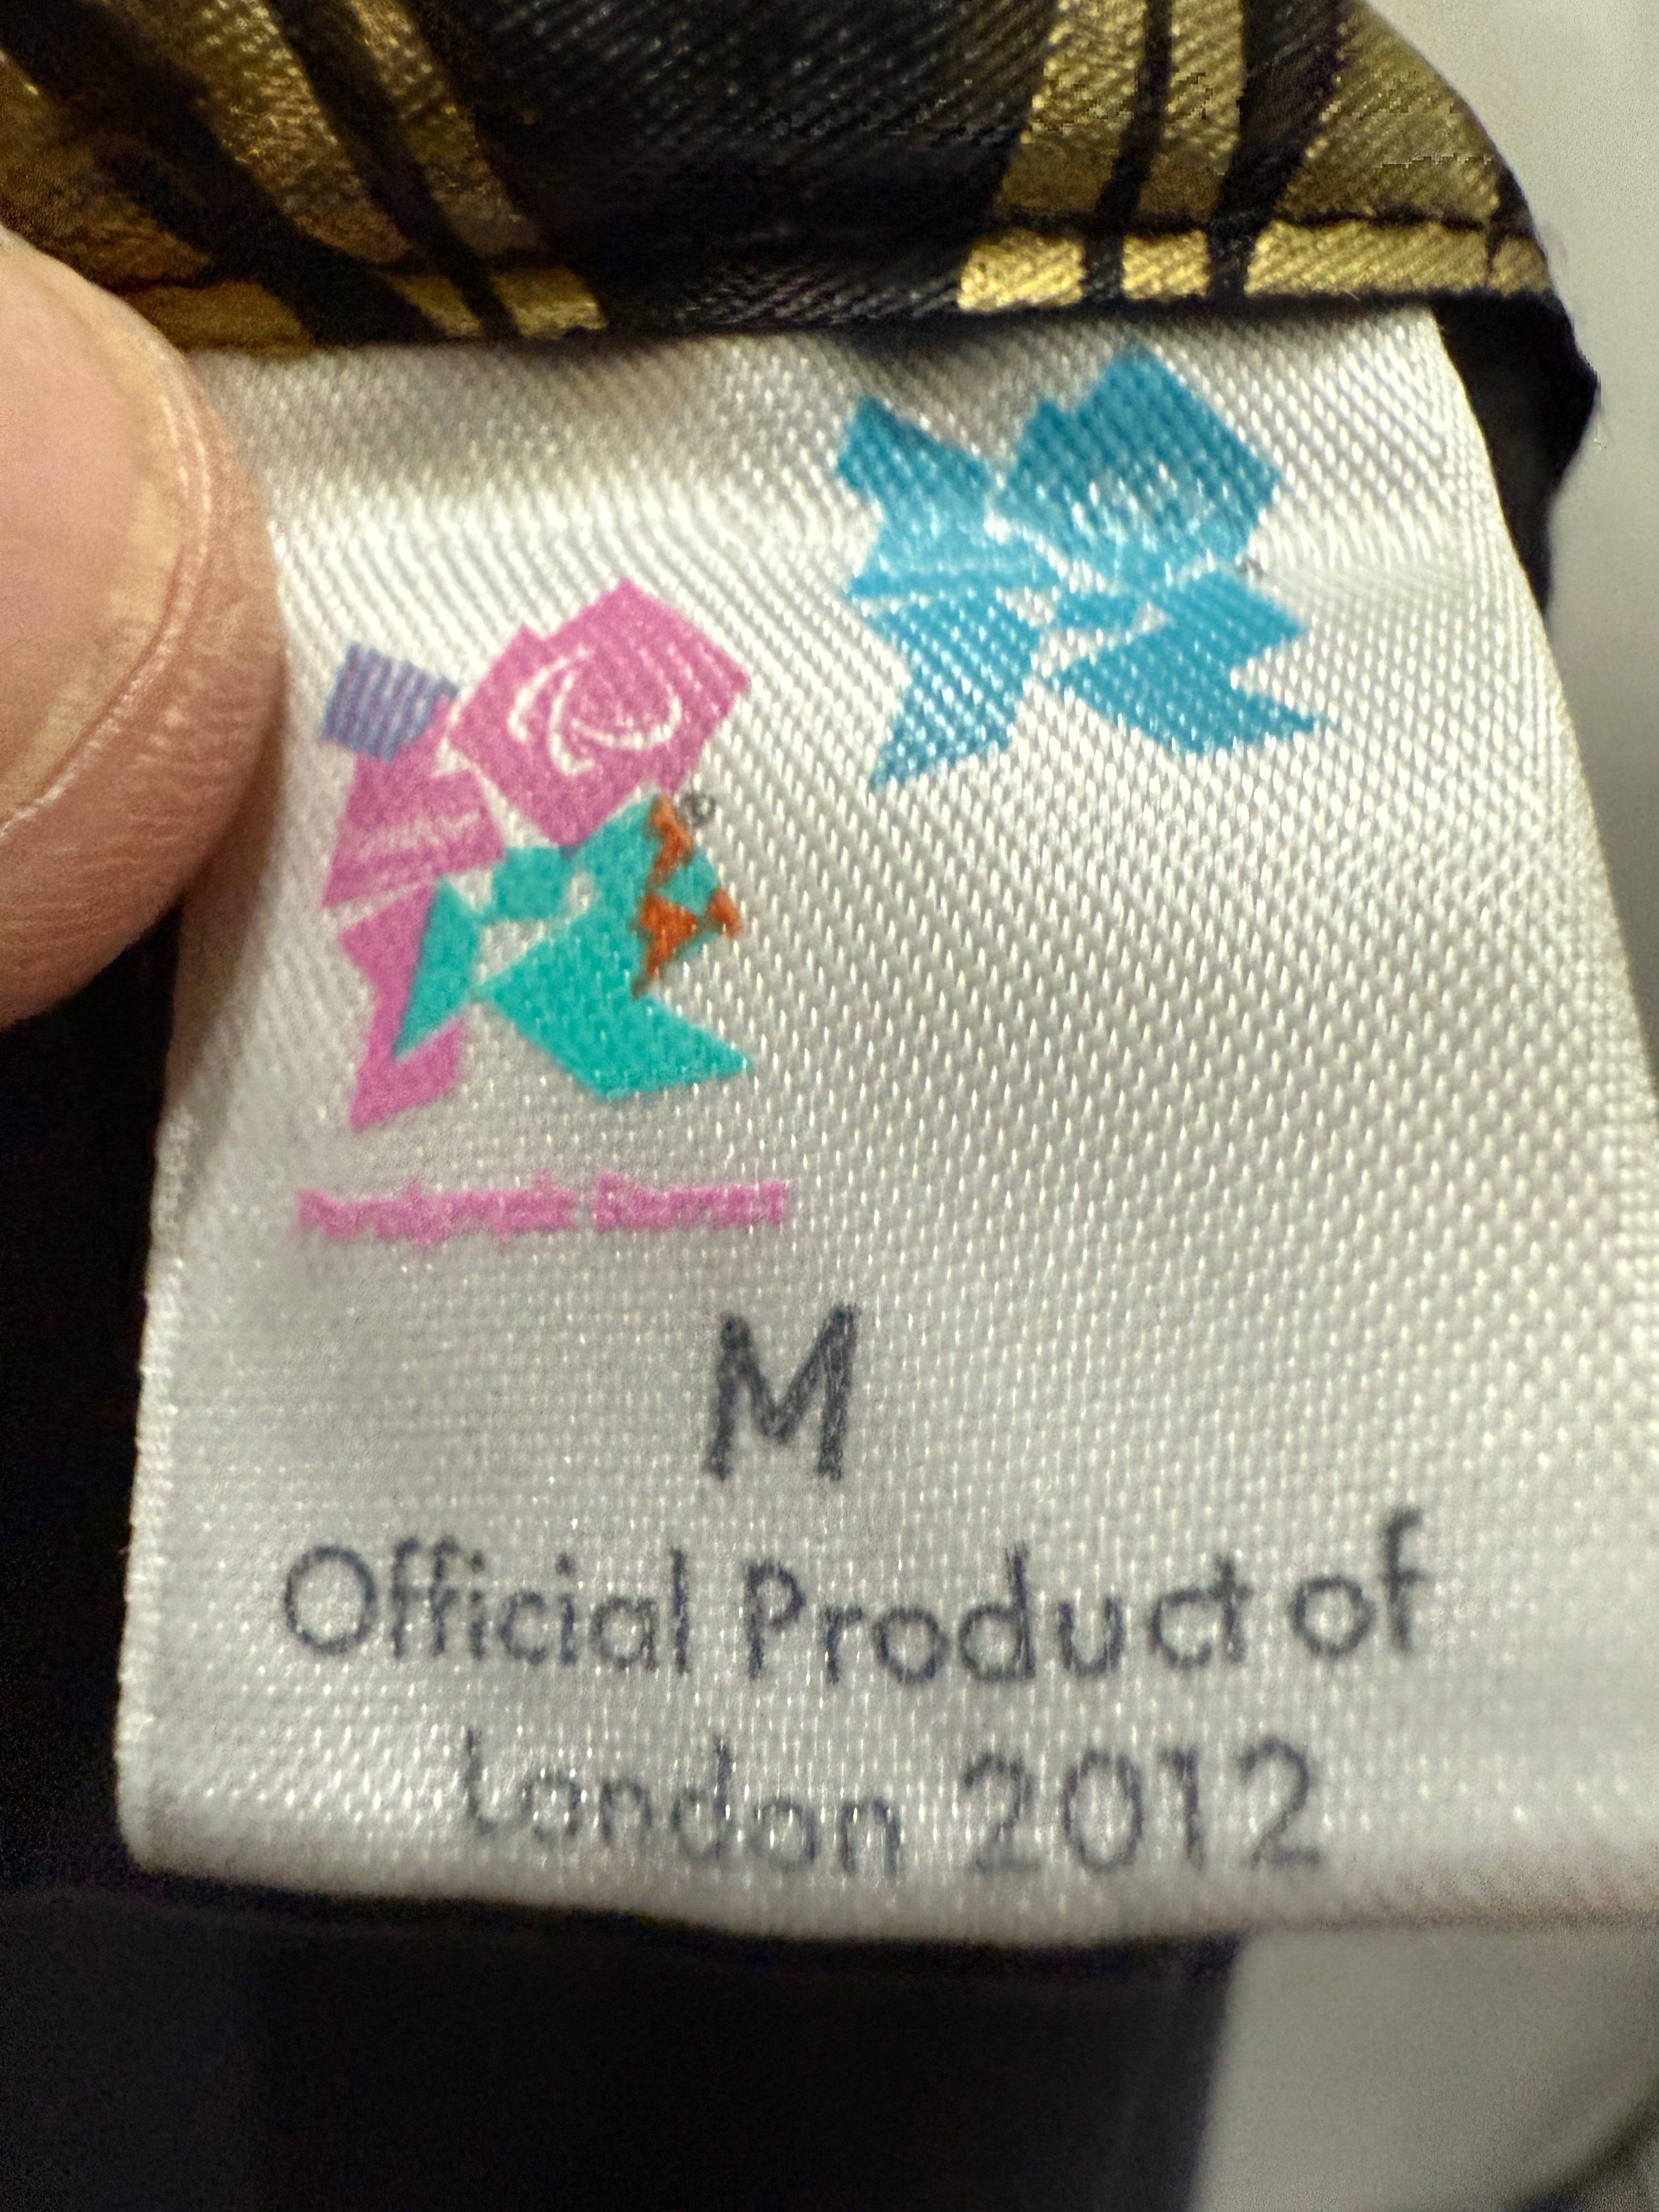 M
Official Product of
London 2012